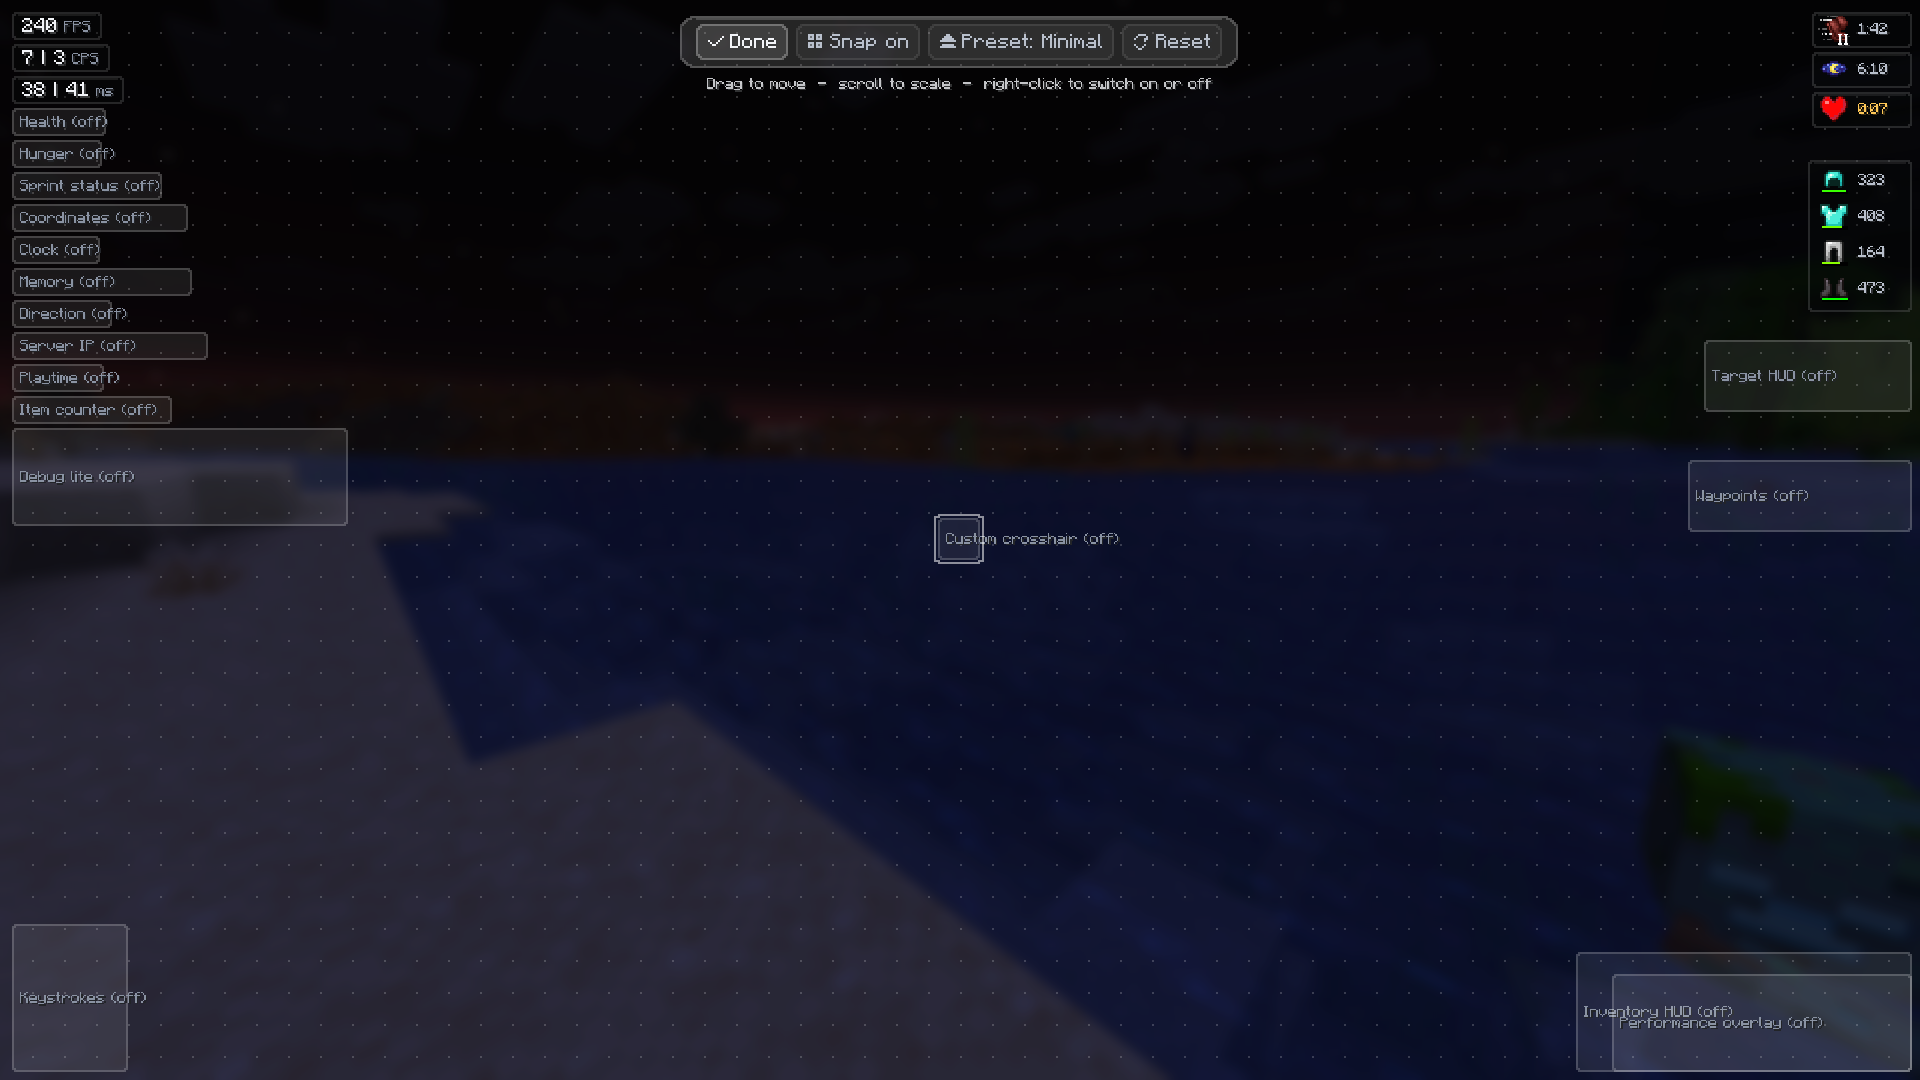 240 FPS
7 | 3 CPS
38 | 41 ms
Health (off)
Hunger (off)
Sprint status (off)
Coordinates (off)
Clock (off)
Memory (off)
Direction (off)
Server IP (off)
Playtime (off)
Item counter (off)
Debug lite (off)
Keystrokes (off)
Done
Snap on
Preset: Minimal
Reset
Drag to move - scroll to scale - right-click to switch on or off
Custom crosshair (off)
II 1:42
6:10
0:07
323
408
164
473
Target HUD (off)
Waypoints (off)
Inventory HUD (off)
Performance overlay (off)